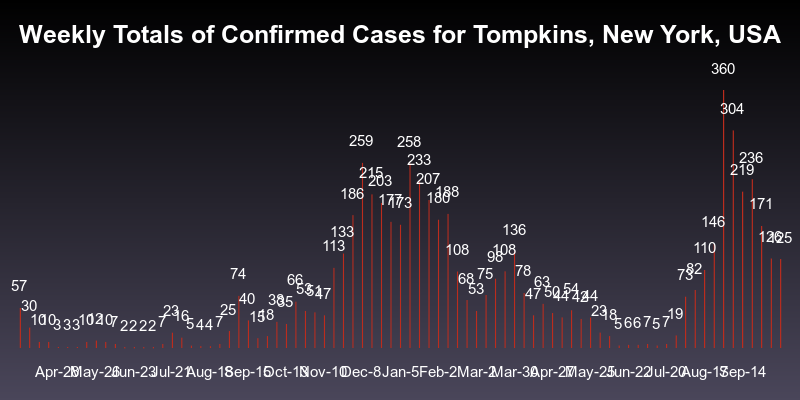 Weekly Totals of Confirmed Cases for Tompkins, New York, USA
57 30 10 10 3 3 3 10 12 10 7 2 2 2 2 7 23 16 5 4 4 7 25 74 40 15 18 39 35 66 53 51 47 113 133 186 259 215 203 177 173 258 233 207 180 188 108 68 53 75 98 108 136 78 47 63 50 44 54 42 44 23 18 5 6 6 7 5 7 19 73 82 110 146 360 304 219 236 171 126 125
Apr-28 May-26 Jun-23 Jul-21 Aug-18 Sep-15 Oct-13 Nov-10 Dec-8 Jan-5 Feb-2 Mar-2 Mar-30 Apr-27 May-25 Jun-22 Jul-20 Aug-17 Sep-14